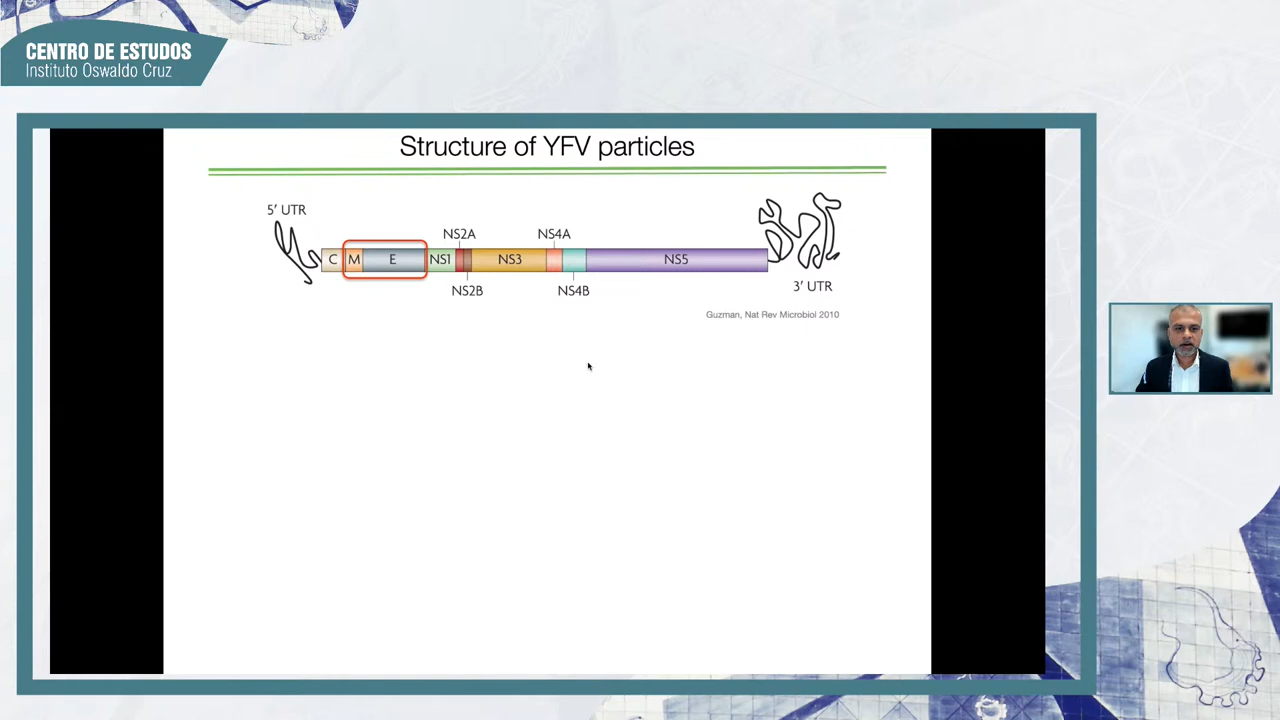 CENTRO DE ESTUDOS
Instituto Oswaldo Cruz
Structure of YFV particles
5′ UTR
NS2A
NS4A
C
M
E
NS1
NS3
NS5
NS2B
NS4B
3′ UTR
Guzman, Nat Rev Microbiol 2010